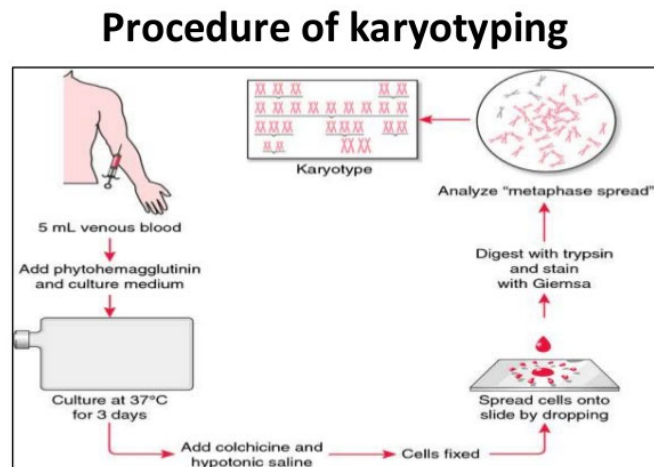 Procedure of karyotyping
5 mL venous blood
Add phytohemagglutinin
and culture medium
Culture at 37°C
for 3 days
Add colchicine and
hypotonic saline
Cells fixed
Spread cells onto
slide by dropping
Digest with trypsin
and stain
with Giemsa
Analyze "metaphase spread"
Karyotype